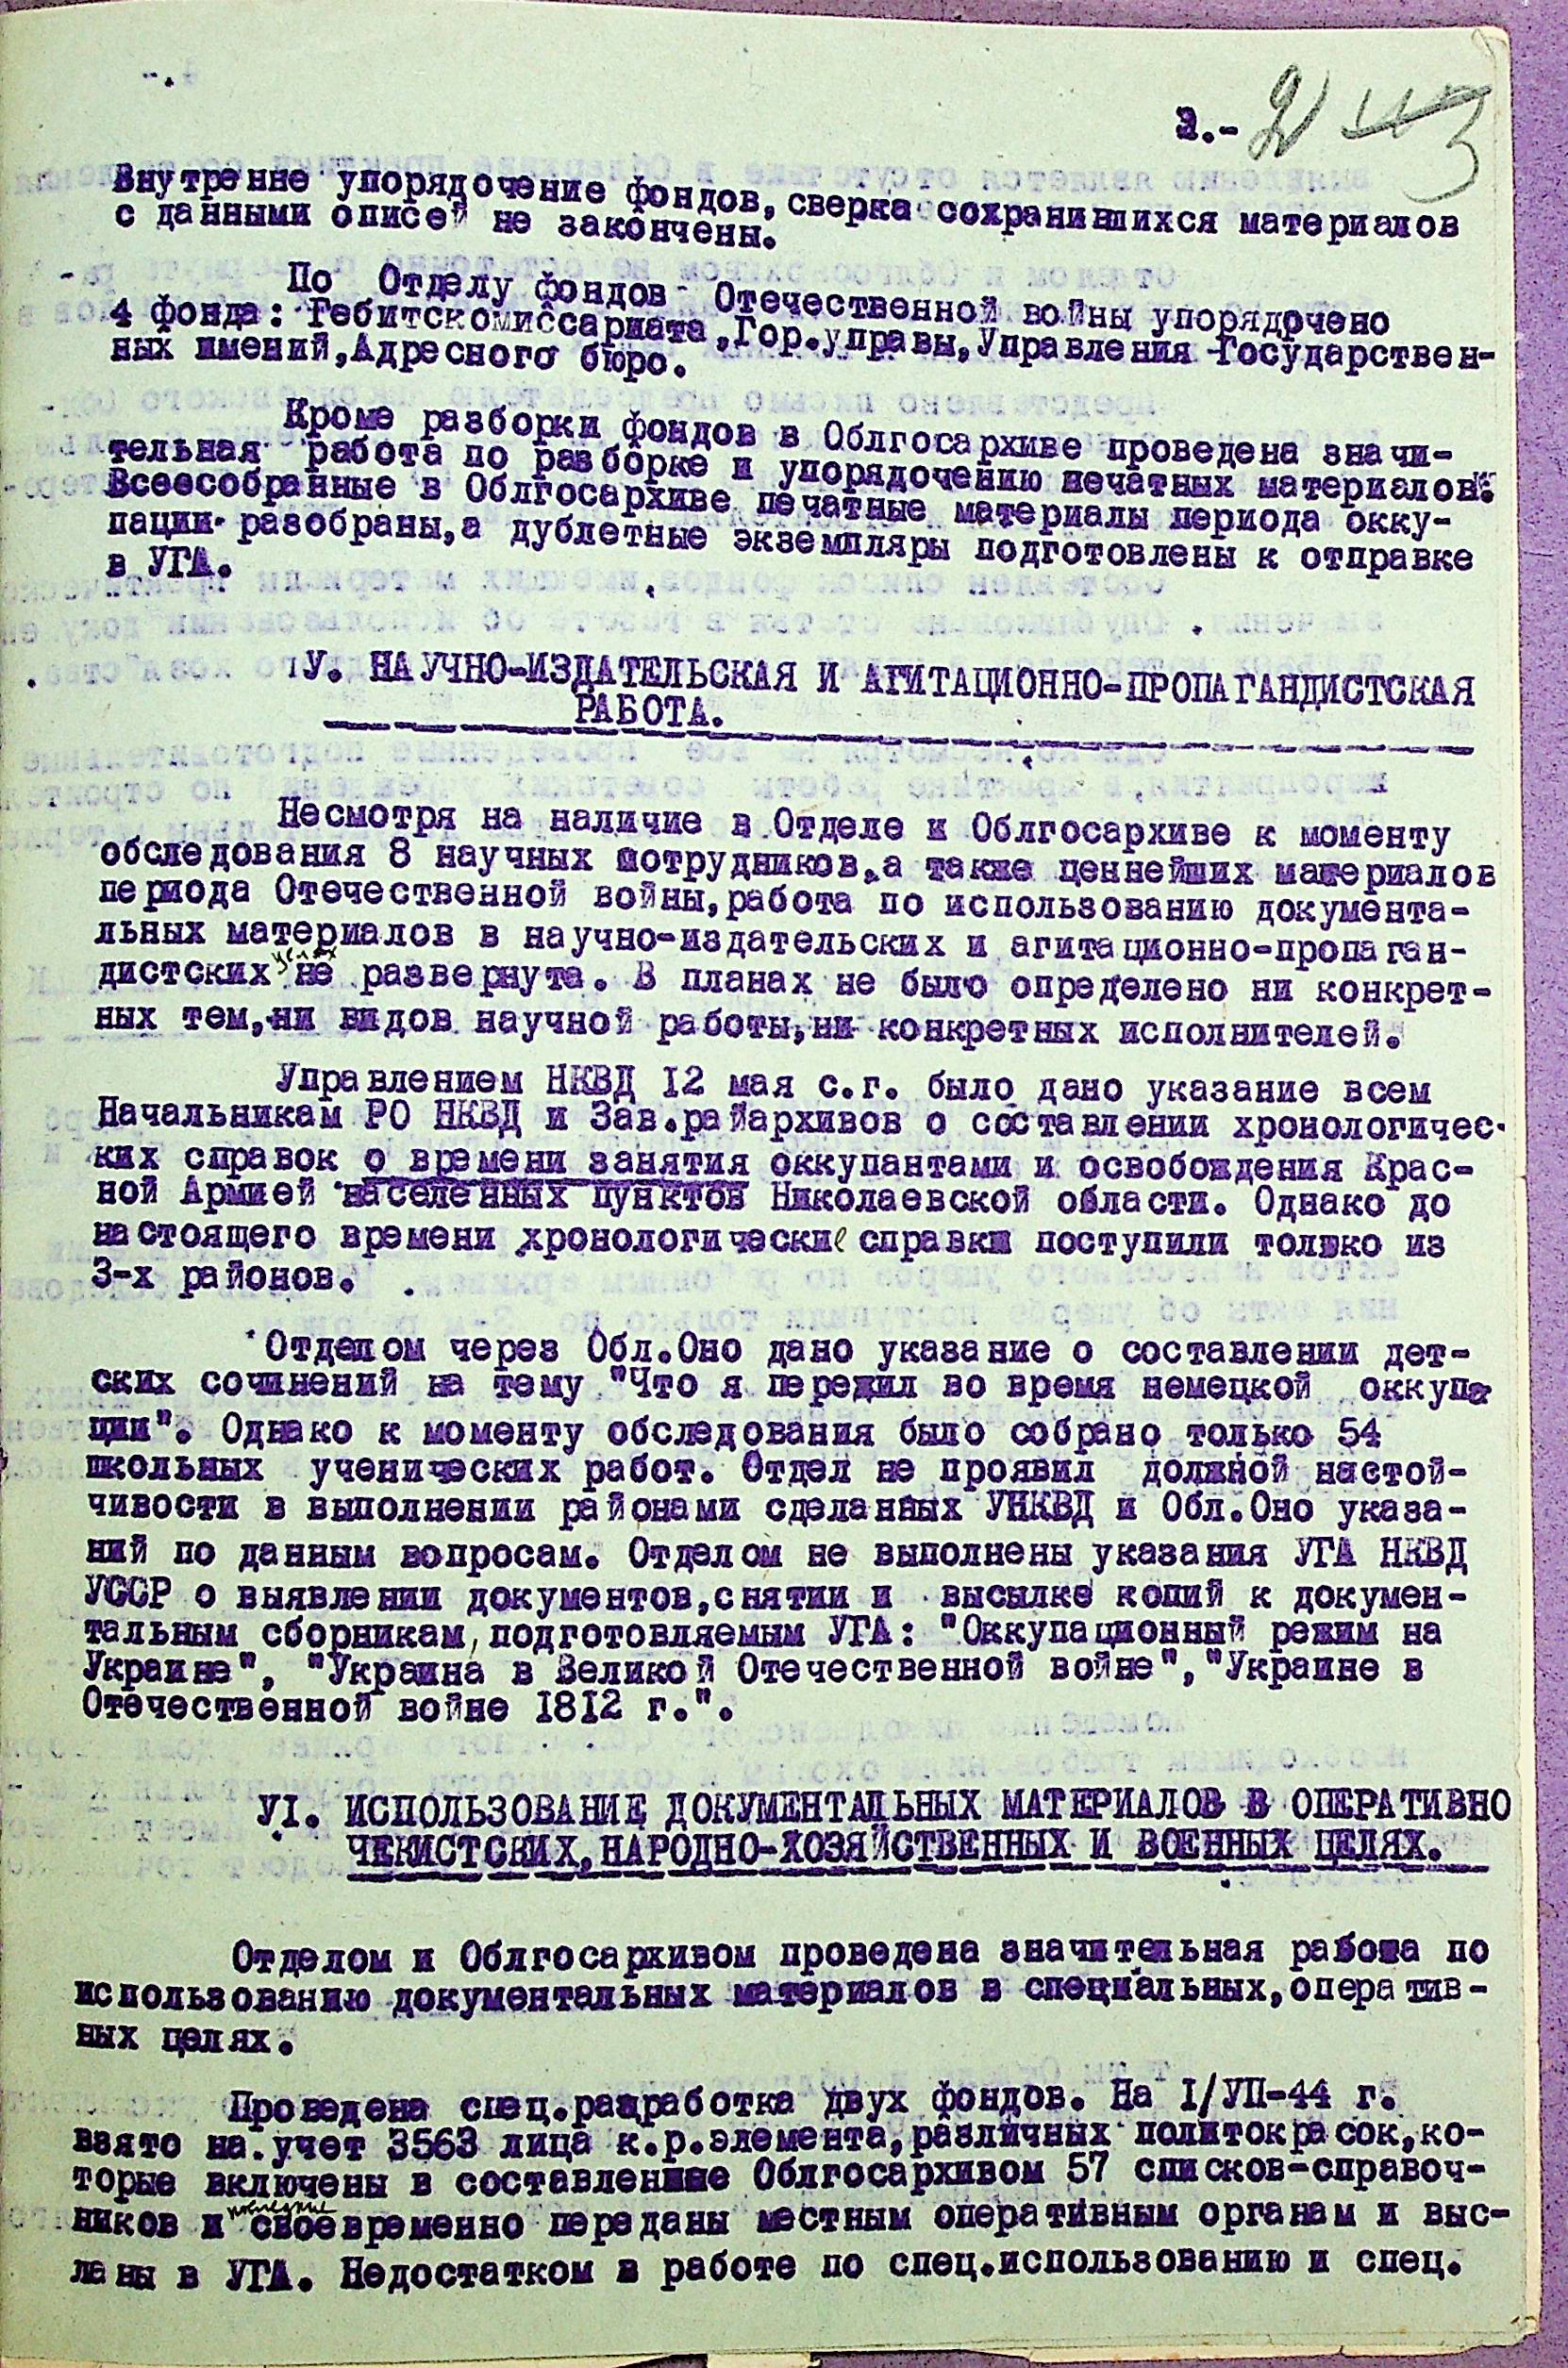 3.-
Внутренне упорядочение фондов, сверка сохранившихся материалов
с данными описей не закончены.
По Отделу фондов Отечественной войны упорядочено
4 фонда: Гебитскомиссариата, Гор.управы, Управления Государствен-
ных имений, Адресного бюро.
Кроме разборки фондов в Облгосархиве проведена значи-
тельная работа по разборке и упорядочению печатных материалов.
Всеесобранные в Облгосархиве печатные материалы периода окку-
пации разобраны, а дублетные экземпляры подготовлены к отправке
в УГА.
У. НАУЧНО-ИЗДАТЕЛЬСКАЯ И АГИТАЦИОННО-ПРОПАГАНДИСТСКАЯ
РАБОТА.
Несмотря на наличие в Отделе и Облгосархиве к моменту
обследования 8 научных сотрудников, а также ценнейших материалов
периода Отечественной войны, работа по использованию документа-
льных материалов в научно-издательских и агитационно-пропаган-
дистских целях не развернута. В планах не было определено ни конкрет-
ных тем, ни видов научной работы, ни конкретных исполнителей.
Управлением НКВД 12 мая с.г. было дано указание всем
Начальникам РО НКВД и Зав.райархивов о составлении хронологичес-
ких справок о времени занятия оккупантами и освобождения Крас-
ной Армией населенных пунктов Николаевской области. Однако до
настоящего времени хронологические справки поступили только из
3-х районов.
Отделом через Обл.Оно дано указание о составлении дет-
ских сочинений на тему "Что я пережил во время немецкой оккупа
ции". Однако к моменту обследования было собрано только 54
школьных ученических работ. Отдел не проявил должной настой-
чивости в выполнении районами сделанных УНКВД и Обл.Оно указа-
ний по данным вопросам. Отделом не выполнены указания УГА НКВД
УССР о выявлении документов, снятии и высылке копий к докумен-
тальным сборникам, подготовляемым УГА: "Оккупационный режим на
Украине", "Украина в Великой Отечественной войне", "Украине в
Отечественной войне 1812 г.".
УІ. ИСПОЛЬЗОВАНИЕ ДОКУМЕНТАЛЬНЫХ МАТЕРИАЛОВ В ОПЕРАТИВНО
ЧЕКИСТСКИХ, НАРОДНО-ХОЗЯЙСТВЕННЫХ И ВОЕННЫХ ЦЕЛЯХ.
Отделом и Облгосархивом проведена значительная работа по
использованию документальных материалов в специальных, оператив-
ных целях.
Проведена спец.разработка двух фондов. На I/УП-44 г.
взято на учет 3563 лица к.р.элемента, различных политокрасок, ко-
торые включены в составленные Облгосархивом 57 списков-справоч-
ников и последние своевременно переданы местным оперативным органам и выс-
ланы в УГА. Недостатком в работе по спец.использованию и спец.